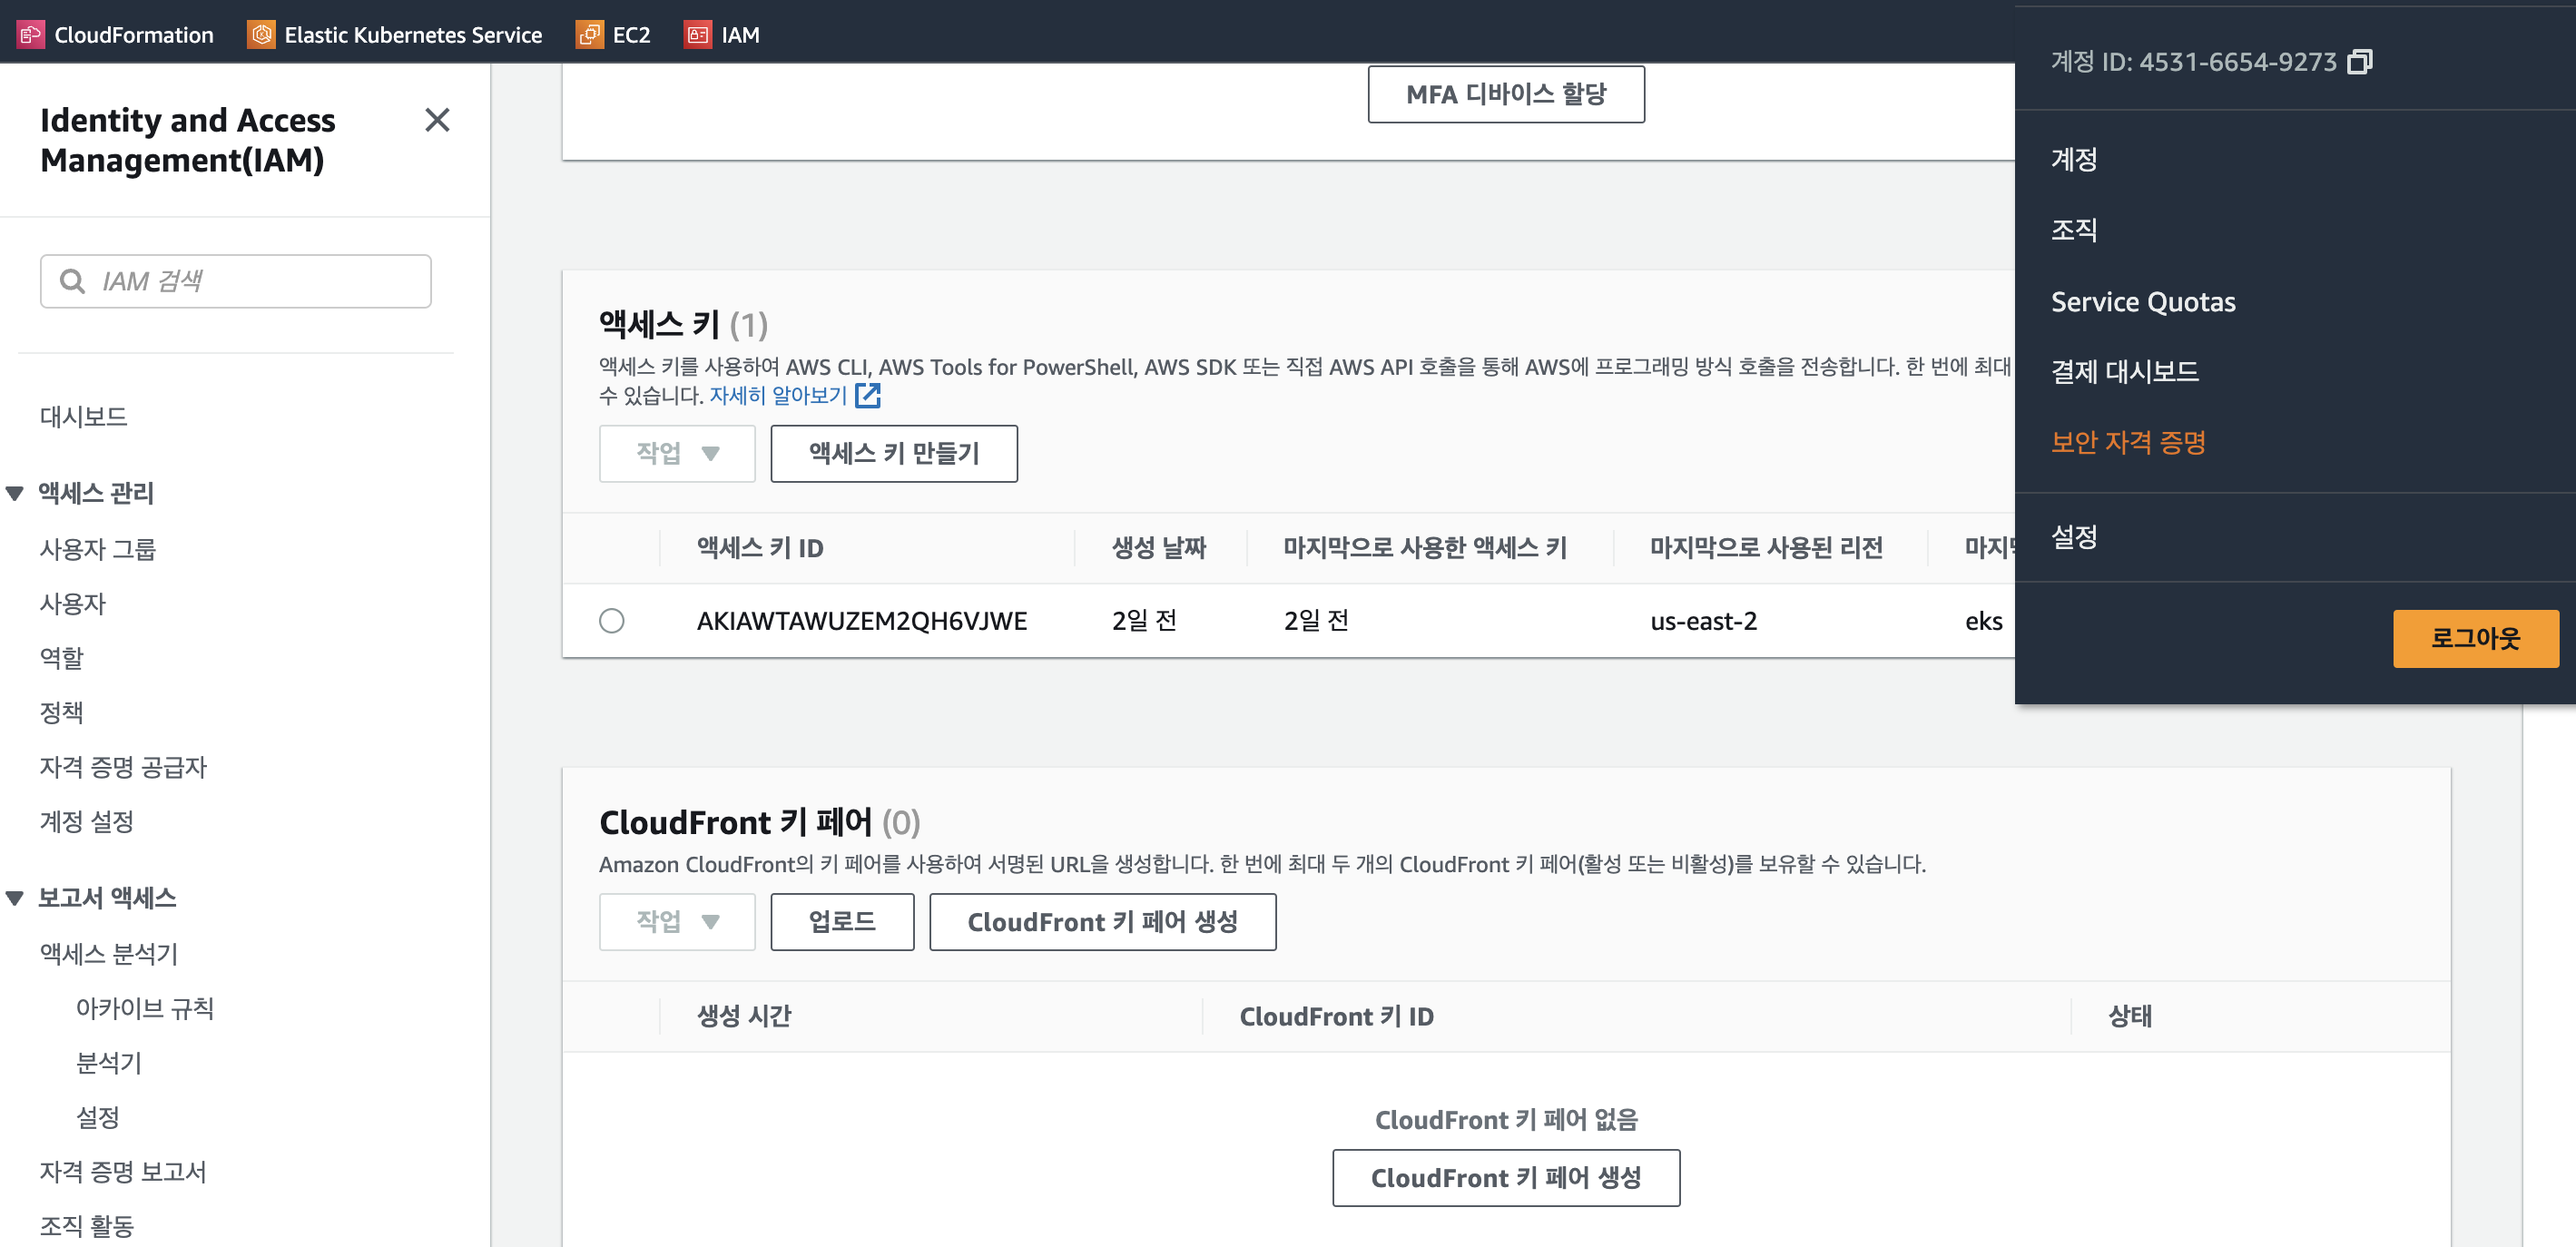 CloudFormation
Elastic Kubernetes Service
EC2
IAM
Identity and Access
Management(IAM)
IAM 검색
대시보드
액세스 관리
사용자 그룹
사용자
역할
정책
자격 증명 공급자
계정 설정
보고서 액세스
액세스 분석기
아카이브 규칙
분석기
설정
자격 증명 보고서
조직 활동
MFA 디바이스 할당
액세스 키 (1)
액세스 키를 사용하여 AWS CLI, AWS Tools for PowerShell, AWS SDK 또는 직접 AWS API 호출을 통해 AWS에 프로그래밍 방식 호출을 전송합니다. 한 번에 최대
수 있습니다. 자세히 알아보기
작업
액세스 키 만들기
액세스 키 ID
생성 날짜
마지막으로 사용한 액세스 키
마지막으로 사용된 리전
AKIAWTAWUZEM2QH6VJWE
2일 전
2일 전
us-east-2
eks
CloudFront 키 페어 (0)
Amazon CloudFront의 키 페어를 사용하여 서명된 URL을 생성합니다. 한 번에 최대 두 개의 CloudFront 키 페어(활성 또는 비활성)를 보유할 수 있습니다.
작업
업로드
CloudFront 키 페어 생성
생성 시간
CloudFront 키 ID
상태
CloudFront 키 페어 없음
CloudFront 키 페어 생성
계정 ID: 4531-6654-9273
계정
조직
Service Quotas
결제 대시보드
보안 자격 증명
설정
로그아웃